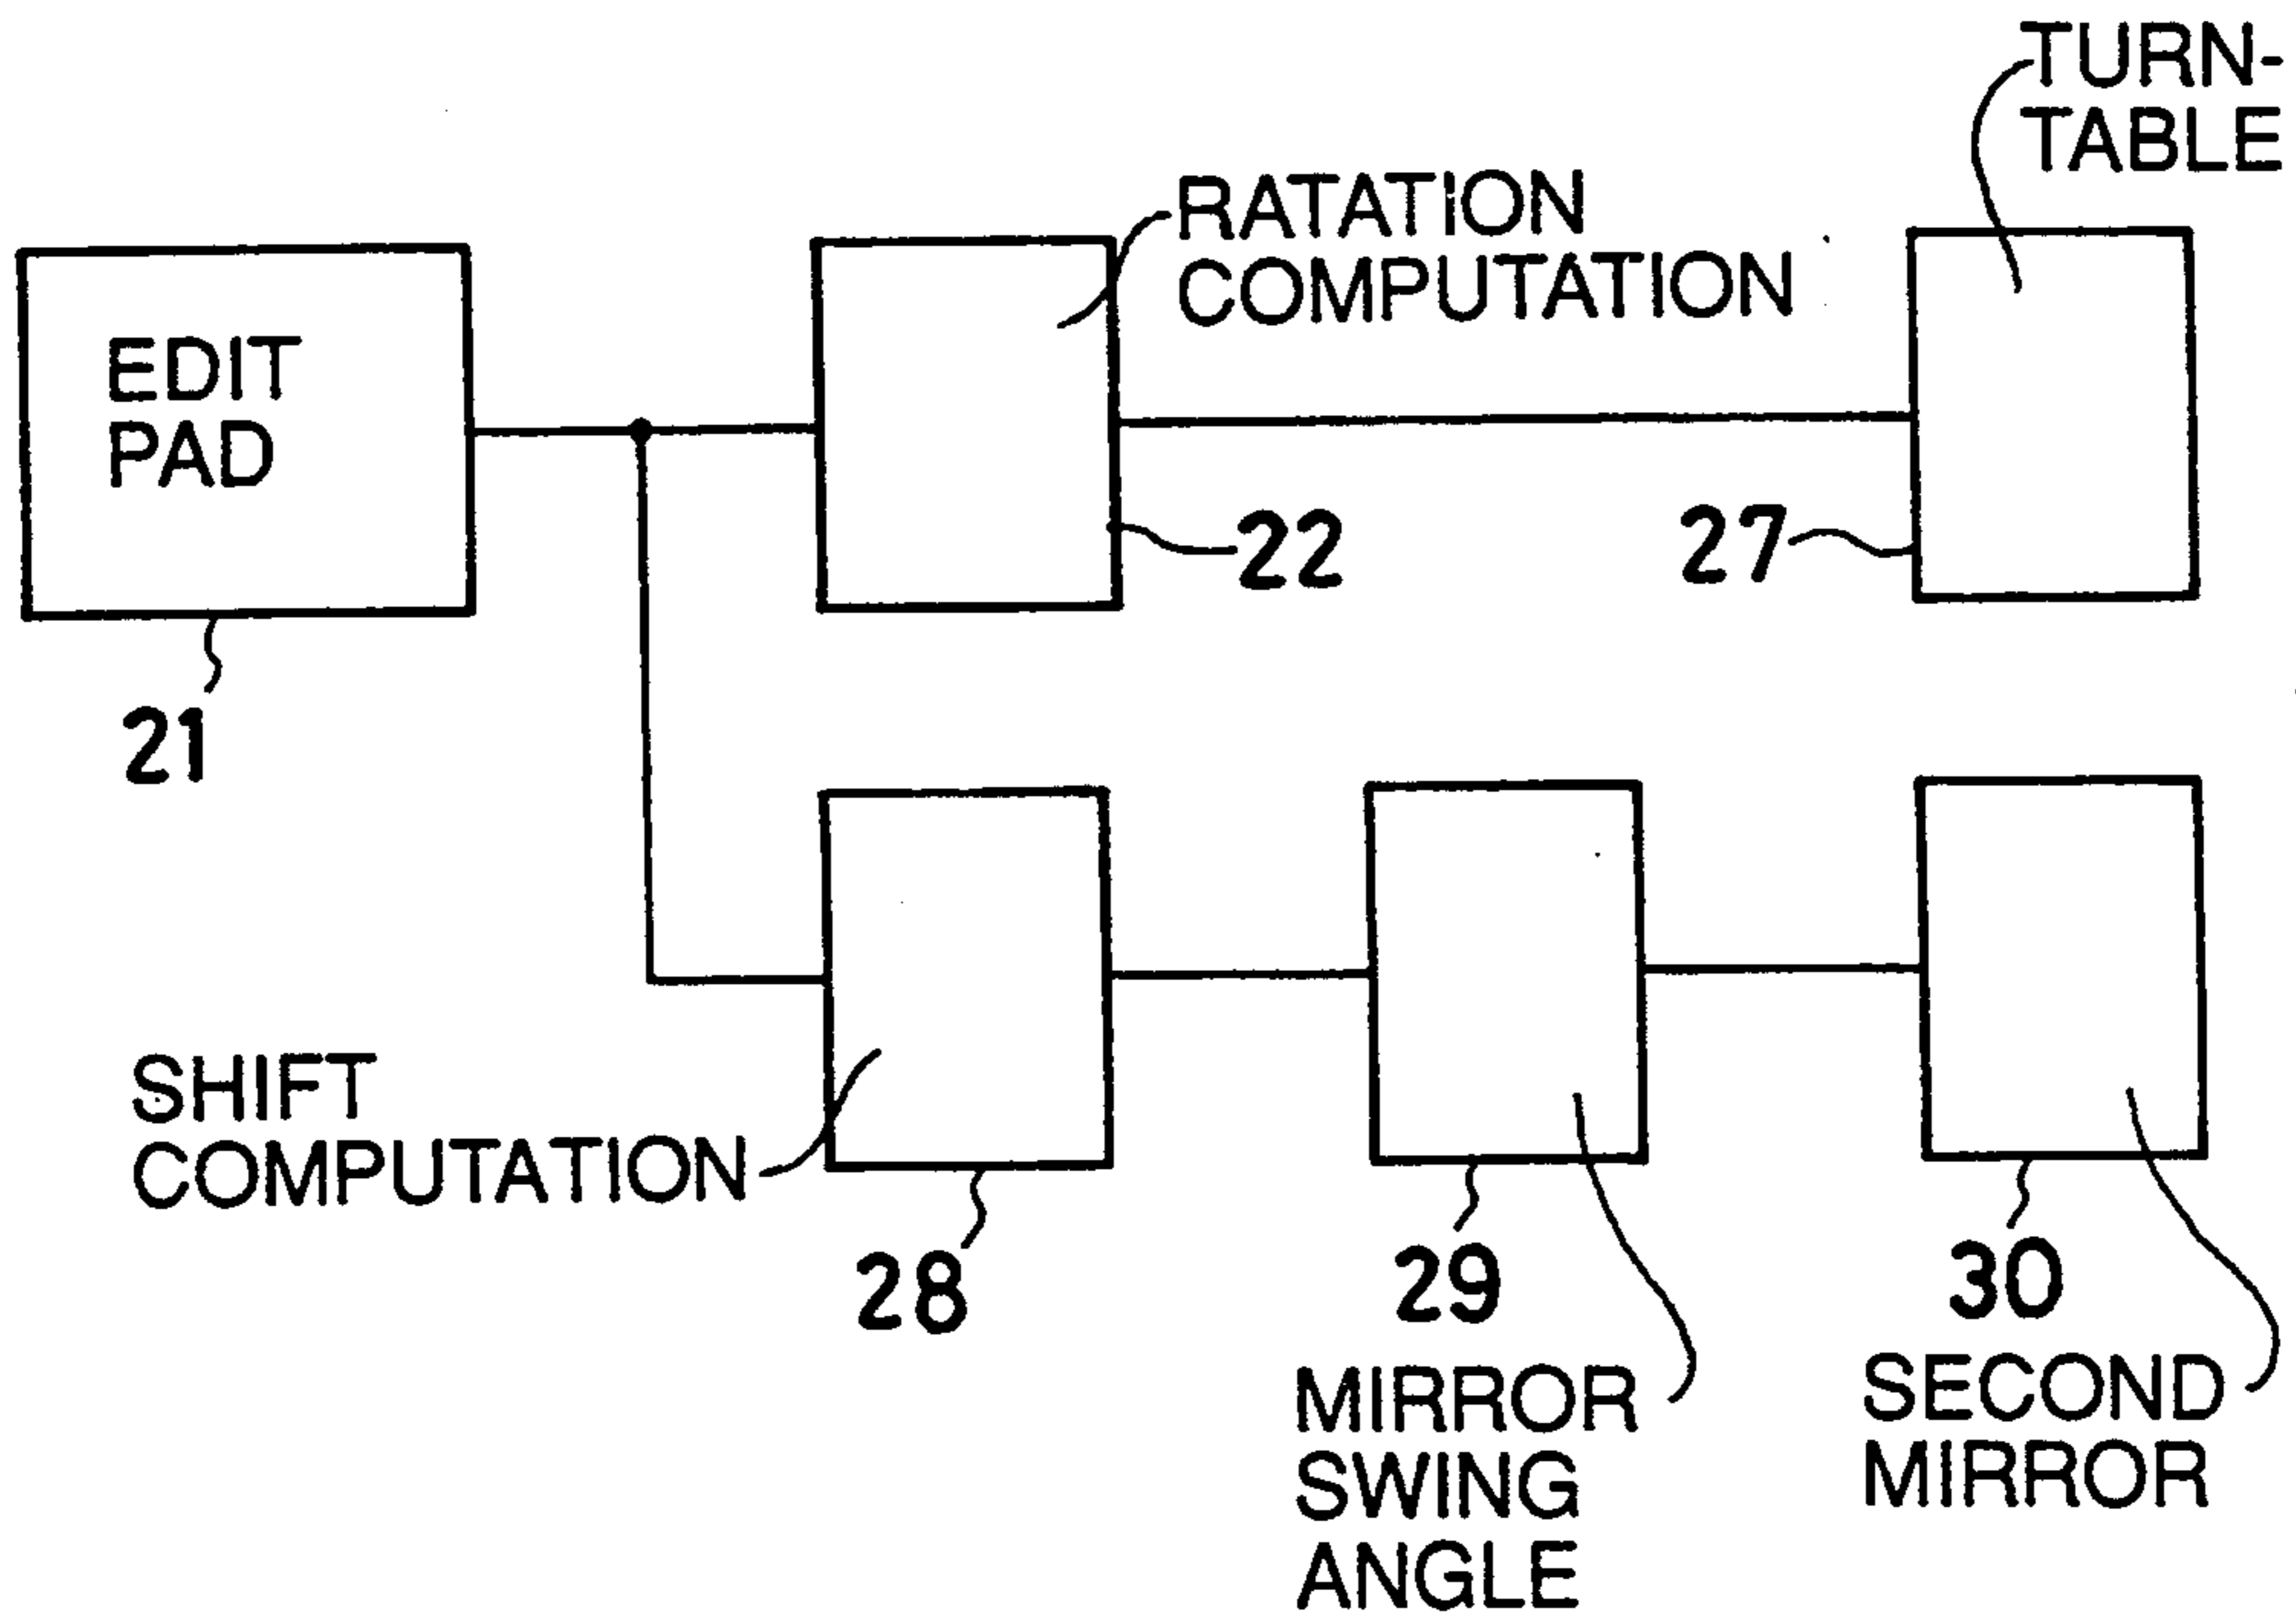 TURN-
TABLE
RATATION
COMPUTATION
EDIT
PAD
22
27
21
SHIFT
COMPUTATION
28
29
30
MIRROR
SWING
ANGLE
SECOND
MIRROR